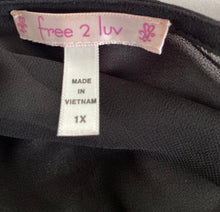 free 2 luv
MADE IN
VIETNAM
1X